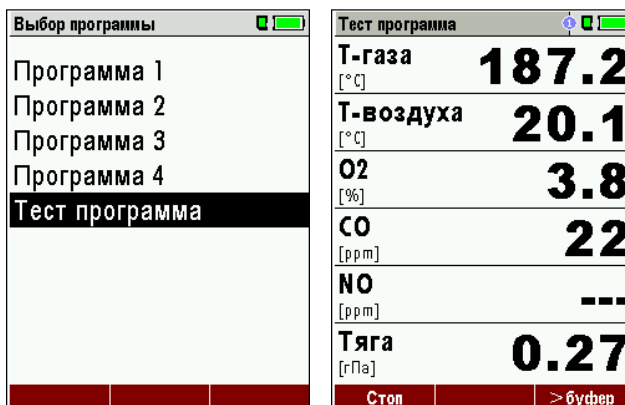 Выбор программы
Программа 1
Программа 2
Программа 3
Программа 4
Тест программа
Тест программа 1
Т-газа
[°C]
187.2
Т-воздуха
[°C]
20.1
O2
[%]
3.8
CO
[ppm]
22
NO
[ppm]
---
Тяга
[гПа]
0.27
Стоп
>буфер